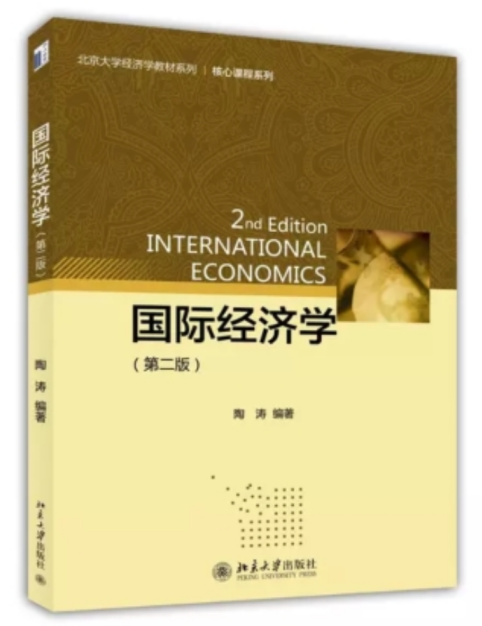 北京大学经济学教材系列 | 核心课程系列
2nd Edition
INTERNATIONAL
ECONOMICS
国际经济学
(第二版)
陶 涛 编著
北京大学出版社
国际经济学(第二版)
陶 涛 编著
北京大学出版社